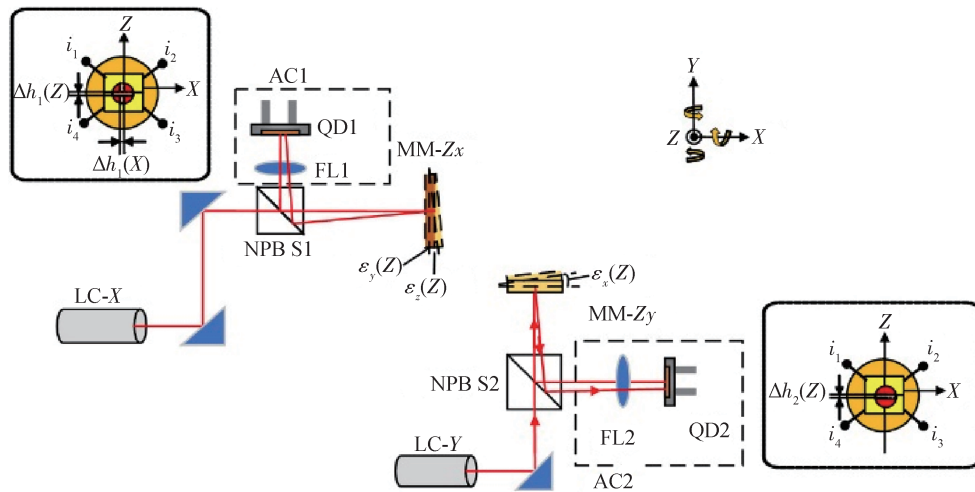 Z
i1
i2
Δh1(Z)
X
i4
i3
Δh1(X)
AC1
QD1
FL1
MM-Zx
NPB S1
εy(Z)
εz(Z)
LC-X
Y
Z
X
εx(Z)
MM-Zy
NPB S2
FL2
QD2
LC-Y
AC2
Z
i1
i2
Δh2(Z)
X
i4
i3